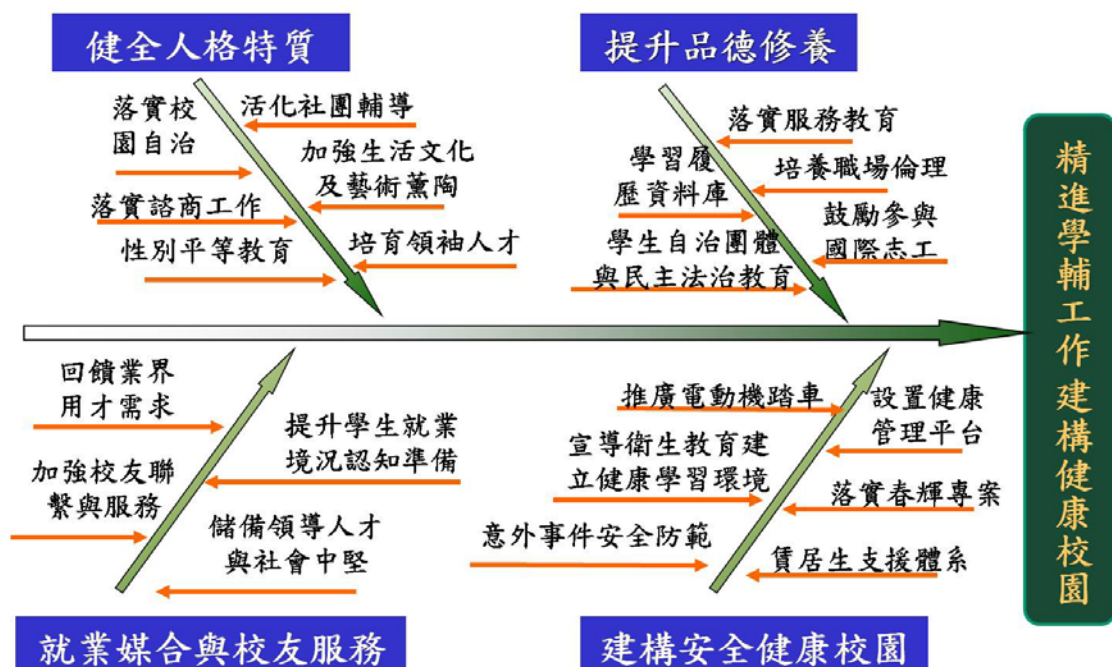 健全人格特質
落實校
園自治
活化社團輔導
加強生活文化
及藝術薰陶
落實諮商工作
性別平等教育
培育領袖人才
提升品德修養
落實服務教育
學習履
歷資料庫
培養職場倫理
鼓勵參與
國際志工
學生自治團體
與民主法治教育
精進學輔工作 建構健康校園
回饋業界
用才需求
提升學生就業
境況認知準備
加強校友聯
繫與服務
儲備領導人才
與社會中堅
就業媒合與校友服務
推廣電動機踏車
設置健康
管理平台
宣導衛生教育建
立健康學習環境
落實春輝專案
意外事件安全防範
賃居生支援體系
建構安全健康校園